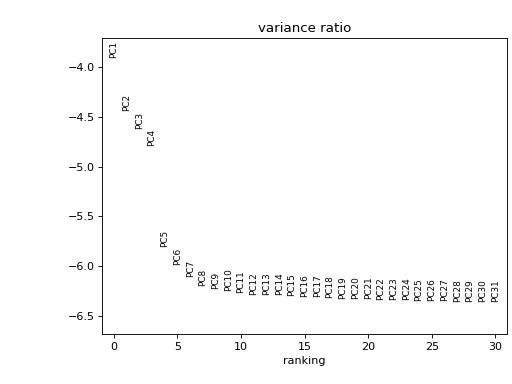 variance ratio
−4.0
−4.5
−5.0
−5.5
−6.0
−6.5
PC1
PC2
PC3
PC4
PC5
PC6
PC7
PC8
PC9
PC10
PC11
PC12
PC13
PC14
PC15
PC16
PC17
PC18
PC19
PC20
PC21
PC22
PC23
PC24
PC25
PC26
PC27
PC28
PC29
PC30
PC31
0 5 10 15 20 25 30
ranking